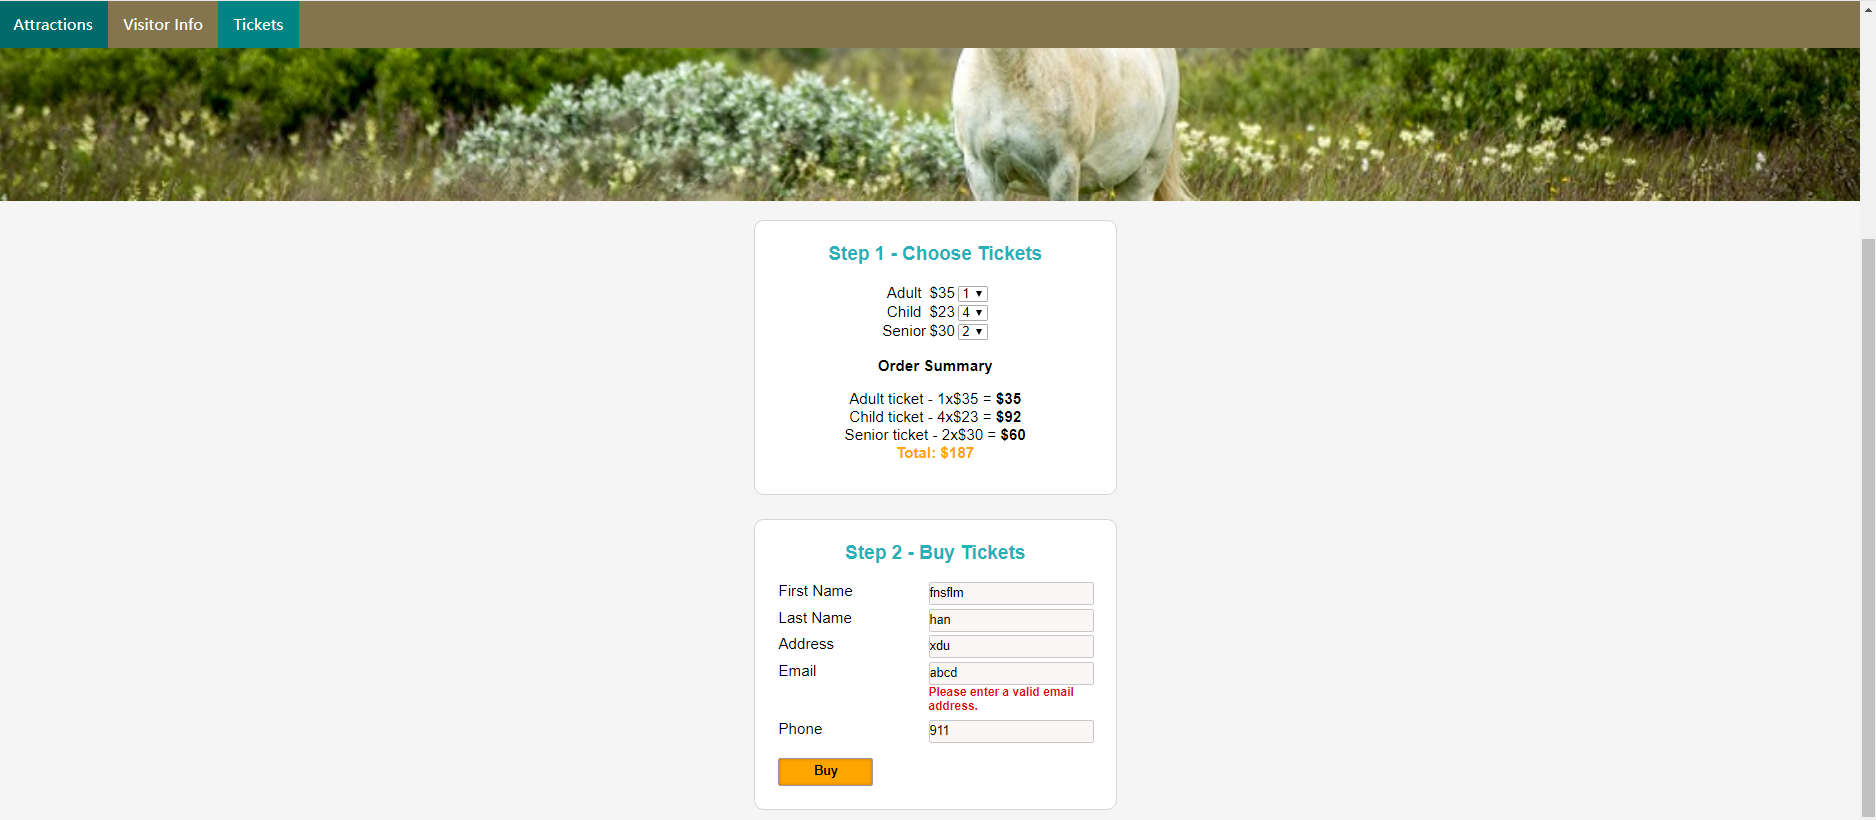 Attractions Visitor Info Tickets
Step 1 - Choose Tickets
Adult $35 1
Child $23 4
Senior $30 2
Order Summary
Adult ticket - 1x$35 = $35
Child ticket - 4x$23 = $92
Senior ticket - 2x$30 = $60
Total: $187
Step 2 - Buy Tickets
First Name fnsflm
Last Name han
Address xdu
Email abcd
Please enter a valid email
address.
Phone 911
Buy